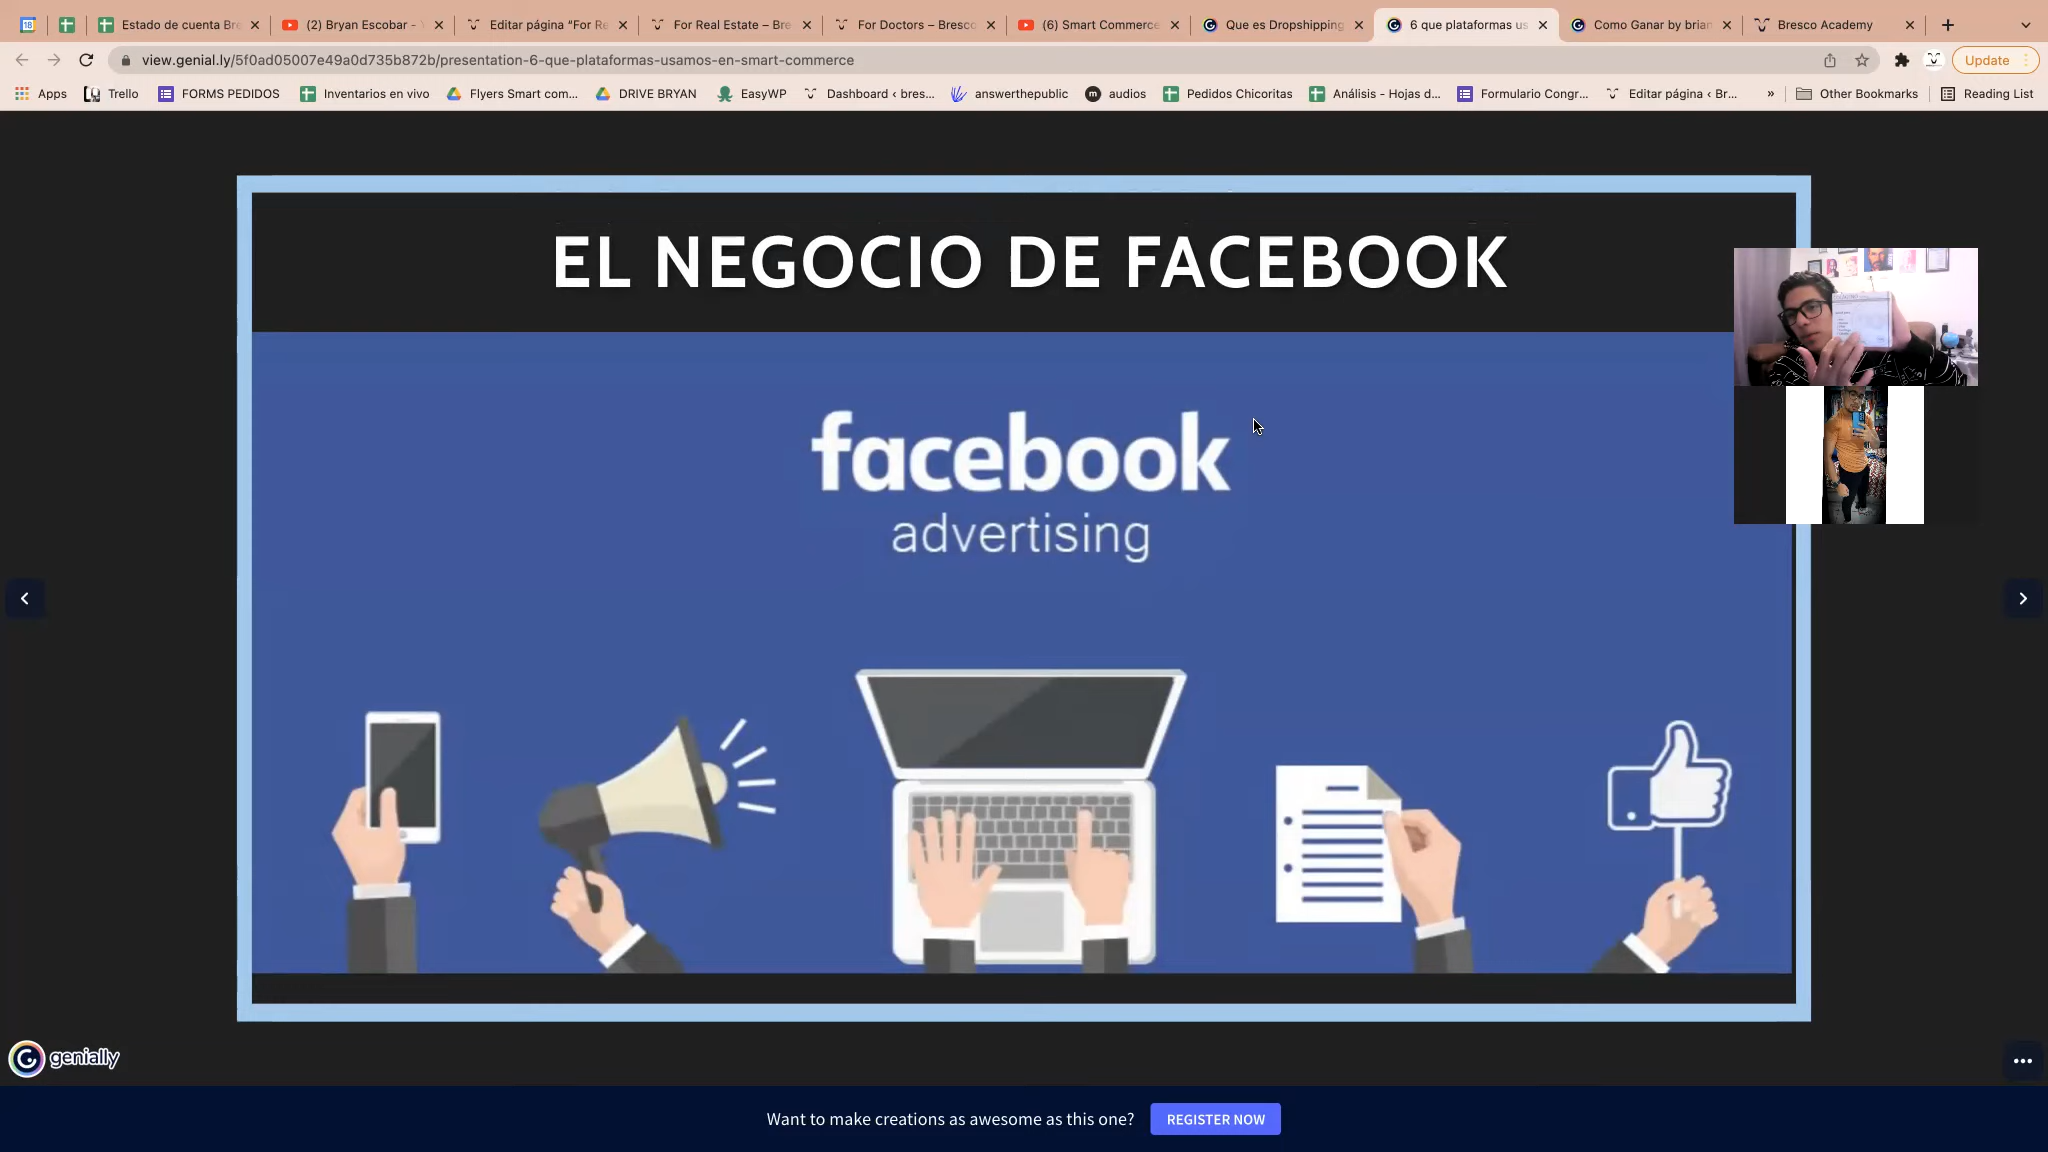 18
Estado de cuenta Bre
(2) Bryan Escobar - Y
Editar página “For Re
For Real Estate – Bre
For Doctors – Bresco
(6) Smart Commerce
Que es Dropshipping
6 que plataformas us
Como Ganar by brian
Bresco Academy
view.genial.ly/5f0ad05007e49a0d735b872b/presentation-6-que-plataformas-usamos-en-smart-commerce
Update
Apps
Trello
FORMS PEDIDOS
Inventarios en vivo
Flyers Smart com...
DRIVE BRYAN
EasyWP
Dashboard ‹ bres...
answerthepublic
audios
Pedidos Chicoritas
Análisis - Hojas d...
Formulario Congr...
Editar página ‹ Br...
»
Other Bookmarks
Reading List
EL NEGOCIO DE FACEBOOK
facebook
advertising
genially
Want to make creations as awesome as this one?
REGISTER NOW